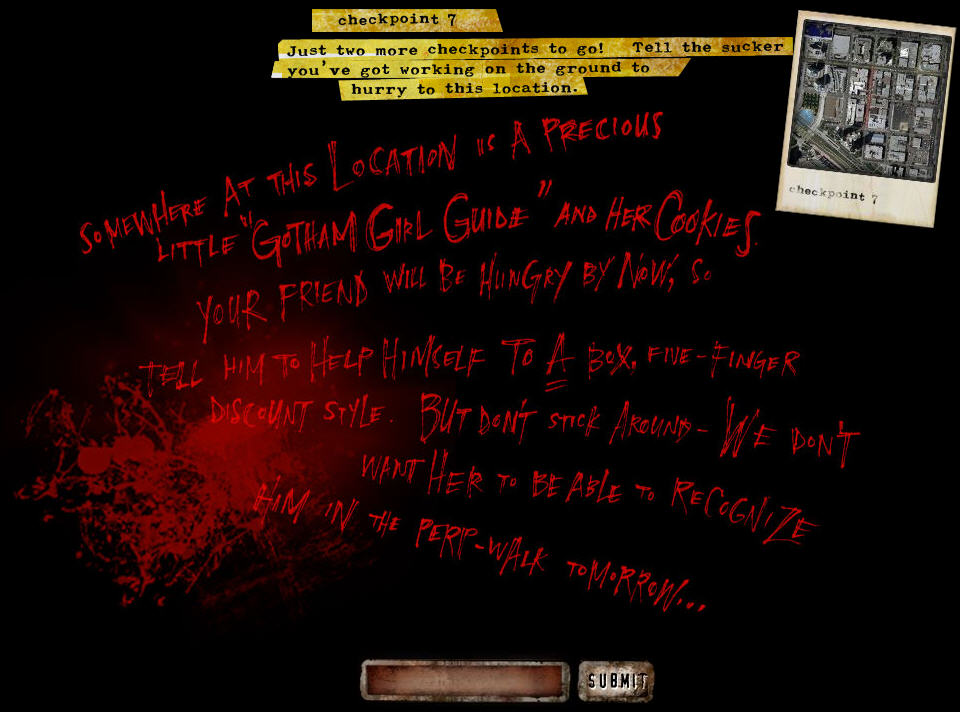 checkpoint 7
Just two more checkpoints to go! Tell the sucker
you've got working on the ground to
hurry to this location.
checkpoint 7
SOMEWHERE AT THIS LOCATION IS A PRECIOUS
LITTLE "GOTHAM GIRL GUIDE" AND HER COOKIES.
YOUR FRIEND WILL BE HUNGRY BY NOW, SO
TELL HIM TO HELP HIMSELF TO A BOX, FIVE-FINGER
DISCOUNT STYLE. BUT DON'T STICK AROUND- WE DON'T
WANT HER TO BE ABLE TO RECOGNIZE
HIM IN THE PERP-WALK TOMORROW...
SUBMIT